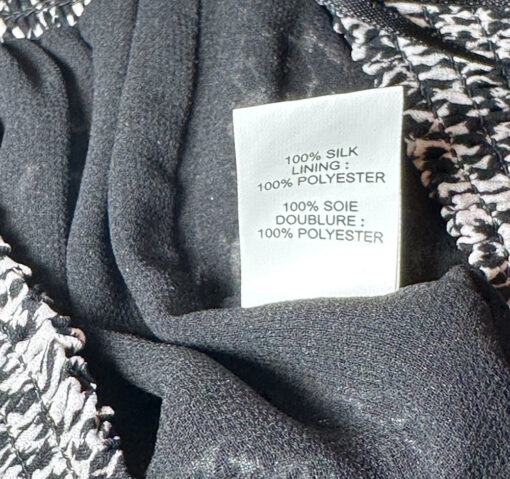 100% SILK
LINING :
100% POLYESTER
100% SOIE
DOUBLURE :
100% POLYESTER